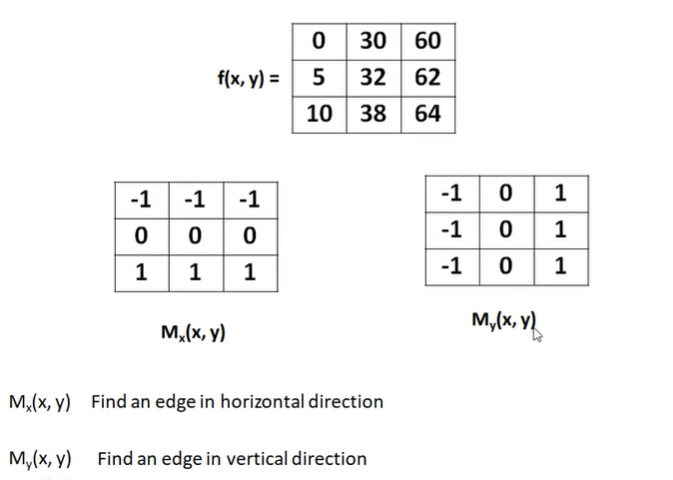 0 30 60
f(x, y) = 5 32 62
10 38 64
-1 -1 -1
0 0 0
1 1 1
Mx(x, y)
-1 0 1
-1 0 1
-1 0 1
My(x, y)
Mx(x, y) Find an edge in horizontal direction
My(x, y) Find an edge in vertical direction